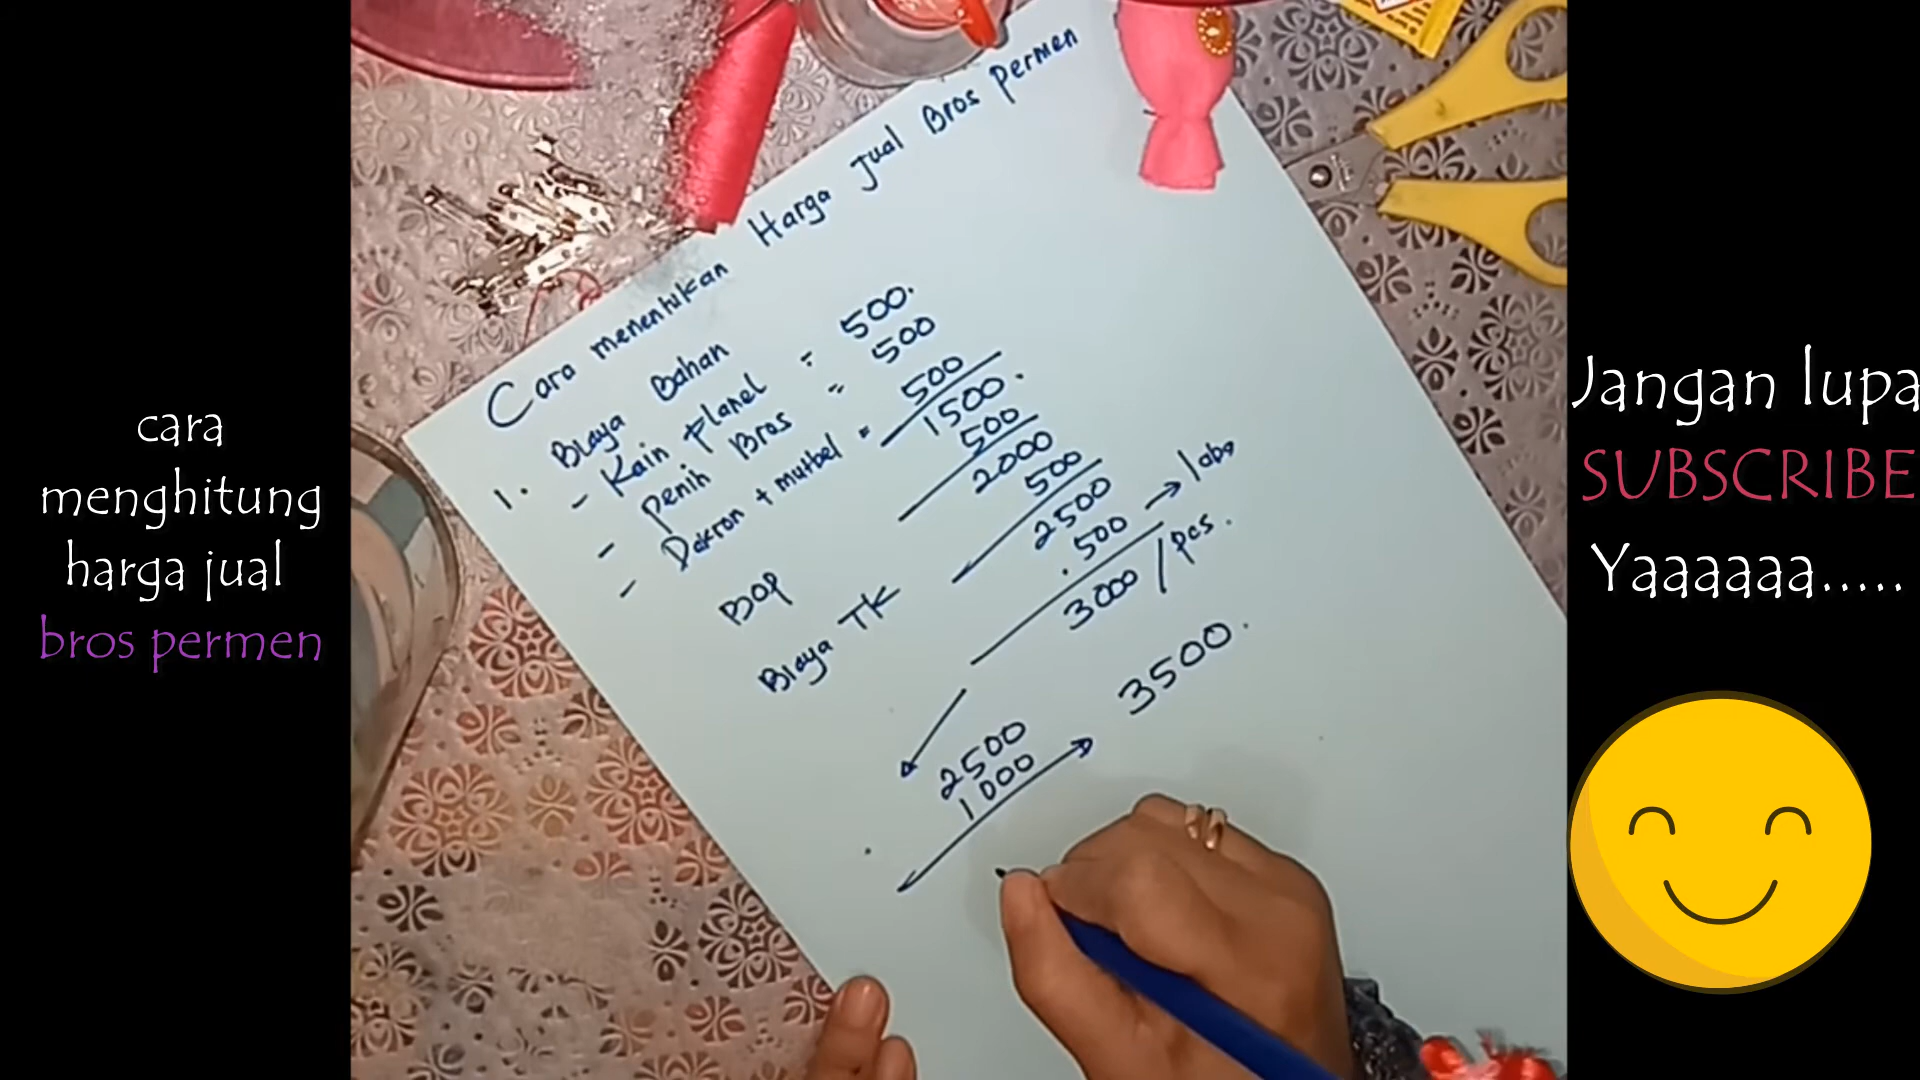 cara
menghitung
harga jual
bros permen
Cara menentukan Harga Jual Bros permen
1. Biaya Bahan
- Kain flanel = 500.
- penih Bros = 500
- Dakron + mutbel = 500
1500.
BOP 500
2000
Biaya TK 500
2500
500 → laba
3000 / pcs.
2500
1000
3500.
Jangan lupa
SUBSCRIBE
Yaaaaaa.....